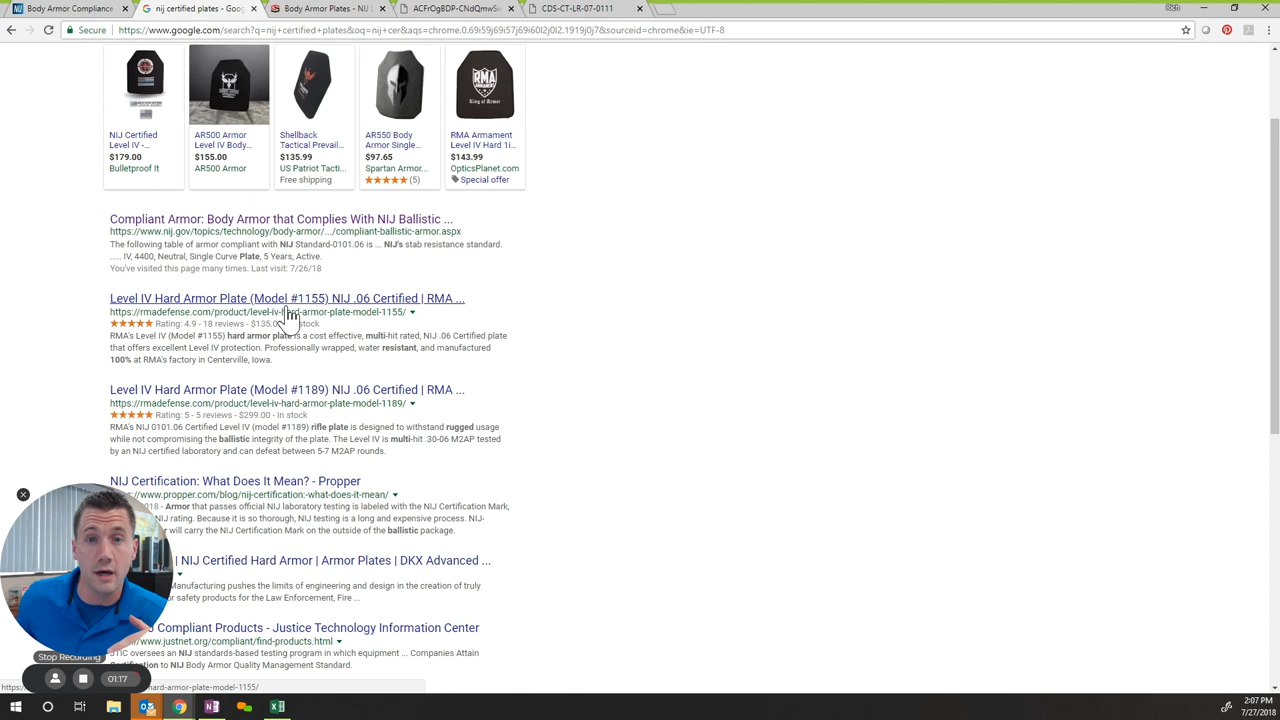 Body Armor Compliance
nij certified plates - Goog
Body Armor Plates - NIJ L
ACFrOgBDP-CNdQmwSv
CDS-CT-LR-07-0111
Rich
Secure
https://www.google.com/search?q=nij+certified+plates&oq=nij+cer&aqs=chrome.0.69i59j69i57j69i60l2j0l2.1919j0j7&sourceid=chrome&ie=UTF-8
RMA
ARMAMENT
King of Armor
NIJ Certified
Level IV -...
$179.00
Bulletproof It
AR500 Armor
Level IV Body...
$155.00
AR500 Armor
Shellback
Tactical Prevail...
$135.99
US Patriot Tacti...
Free shipping
AR550 Body
Armor Single...
$97.65
Spartan Armor...
(5)
RMA Armament
Level IV Hard 1i...
$143.99
OpticsPlanet.com
Special offer
Compliant Armor: Body Armor that Complies With NIJ Ballistic ...
https://www.nij.gov/topics/technology/body-armor/.../compliant-ballistic-armor.aspx
The following table of armor compliant with NIJ Standard-0101.06 is ... NIJ's stab resistance standard.
..... IV, 4400, Neutral, Single Curve Plate, 5 Years, Active.
You've visited this page many times. Last visit: 7/26/18
Level IV Hard Armor Plate (Model #1155) NIJ .06 Certified | RMA ...
https://rmadefense.com/product/level-iv-hard-armor-plate-model-1155/
Rating: 4.9 - 18 reviews - $135.0 stock
RMA's Level IV (Model #1155) hard armor plate is a cost effective, multi-hit rated, NIJ .06 Certified plate
that offers excellent Level IV protection. Professionally wrapped, water resistant, and manufactured
100% at RMA's factory in Centerville, Iowa.
Level IV Hard Armor Plate (Model #1189) NIJ .06 Certified | RMA ...
https://rmadefense.com/product/level-iv-hard-armor-plate-model-1189/
Rating: 5 - 5 reviews - $299.00 - In stock
RMA's NIJ 0101.06 Certified Level IV (model #1189) rifle plate is designed to withstand rugged usage
while not compromising the ballistic integrity of the plate. The Level IV is multi-hit .30-06 M2AP tested
by an NIJ certified laboratory and can defeat between 5-7 M2AP rounds.
NIJ Certification: What Does It Mean? - Propper
www.propper.com/blog/nij-certification:-what-does-it-mean/
2018 - Armor that passes official NIJ laboratory testing is labeled with the NIJ Certification Mark,
NIJ rating. Because it is so thorough, NIJ testing is a long and expensive process. NIJ-
will carry the NIJ Certification Mark on the outside of the ballistic package.
| NIJ Certified Hard Armor | Armor Plates | DKX Advanced ...
Manufacturing pushes the limits of engineering and design in the creation of truly
safety products for the Law Enforcement, Fire ...
Compliant Products - Justice Technology Information Center
www.justnet.org/compliant/find-products.html
JTIC oversees an NIJ standards-based testing program in which equipment ... Companies Attain
to NIJ Body Armor Quality Management Standard.
Stop Recording
01:17
https hard-armor-plate-model-1155/
2:07 PM
7/27/2018